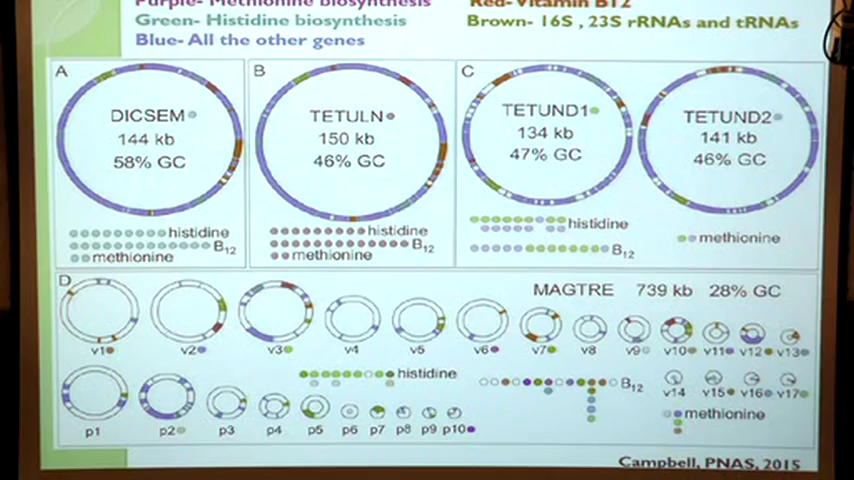 Purple- Methionine biosynthesis
Red- Vitamin B12
Green- Histidine biosynthesis
Brown- 16S , 23S rRNAs and tRNAs
Blue- All the other genes
A
DICSEM
144 kb
58% GC
histidine
B12
methionine
B
TETULN
150 kb
46% GC
histidine
B12
methionine
C
TETUND1
134 kb
47% GC
TETUND2
141 kb
46% GC
histidine
B12
methionine
D
MAGTRE 739 kb 28% GC
v1 v2 v3 v4 v5 v6 v7 v8 v9 v10 v11 v12 v13
histidine
B12
v14 v15 v16 v17
methionine
p1 p2 p3 p4 p5 p6 p7 p8 p9 p10
Campbell, PNAS, 2015